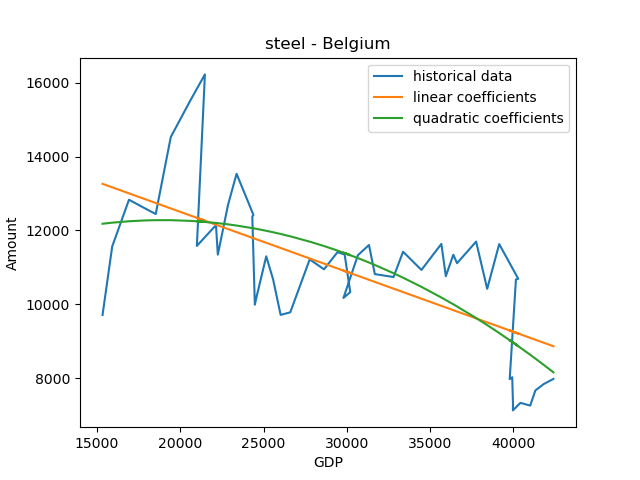 steel - Belgium
historical data
linear coefficients
quadratic coefficients
Amount
16000
14000
12000
10000
8000
15000 20000 25000 30000 35000 40000
GDP